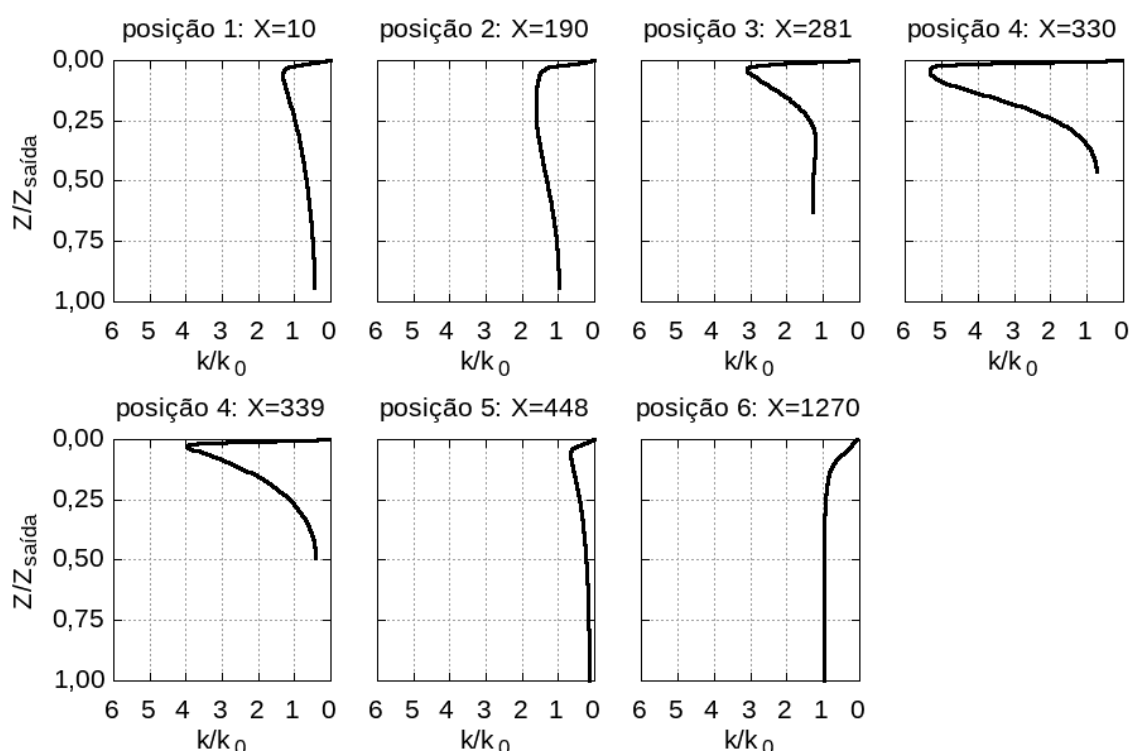 posição 1: X=10
posição 2: X=190
posição 3: X=281
posição 4: X=330
Z/Zsaída
0,00
0,25
0,50
0,75
1,00
6 5 4 3 2 1 0
k/k0
6 5 4 3 2 1 0
k/k0
6 5 4 3 2 1 0
k/k0
6 5 4 3 2 1 0
k/k0
posição 4: X=339
posição 5: X=448
posição 6: X=1270
Z/Zsaída
0,00
0,25
0,50
0,75
1,00
6 5 4 3 2 1 0
k/k0
6 5 4 3 2 1 0
k/k0
6 5 4 3 2 1 0
k/k0